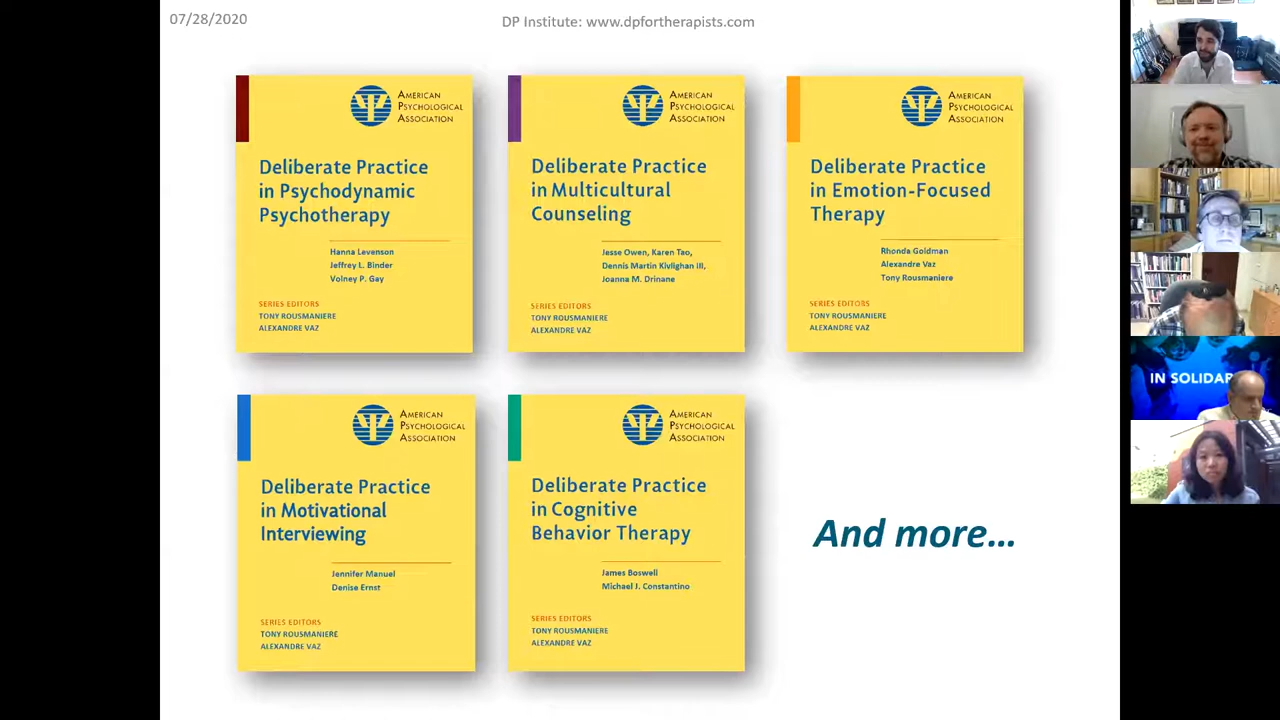 07/28/2020
DP Institute: www.dpfortherapists.com
AMERICAN
PSYCHOLOGICAL
ASSOCIATION
Deliberate Practice
in Psychodynamic
Psychotherapy
Hanna Levenson
Jeffrey L. Binder
Volney P. Gay
SERIES EDITORS
TONY ROUSMANIERE
ALEXANDRE VAZ
AMERICAN
PSYCHOLOGICAL
ASSOCIATION
Deliberate Practice
in Multicultural
Counseling
Jesse Owen, Karen Tao,
Dennis Martin Kivlighan III,
Joanna M. Drinane
SERIES EDITORS
TONY ROUSMANIERE
ALEXANDRE VAZ
AMERICAN
PSYCHOLOGICAL
ASSOCIATION
Deliberate Practice
in Emotion-Focused
Therapy
Rhonda Goldman
Alexandre Vaz
Tony Rousmaniere
SERIES EDITORS
TONY ROUSMANIERE
ALEXANDRE VAZ
AMERICAN
PSYCHOLOGICAL
ASSOCIATION
Deliberate Practice
in Motivational
Interviewing
Jennifer Manuel
Denise Ernst
SERIES EDITORS
TONY ROUSMANIERE
ALEXANDRE VAZ
AMERICAN
PSYCHOLOGICAL
ASSOCIATION
Deliberate Practice
in Cognitive
Behavior Therapy
James Boswell
Michael J. Constantino
SERIES EDITORS
TONY ROUSMANIERE
ALEXANDRE VAZ
And more...
IN SOLIDAR